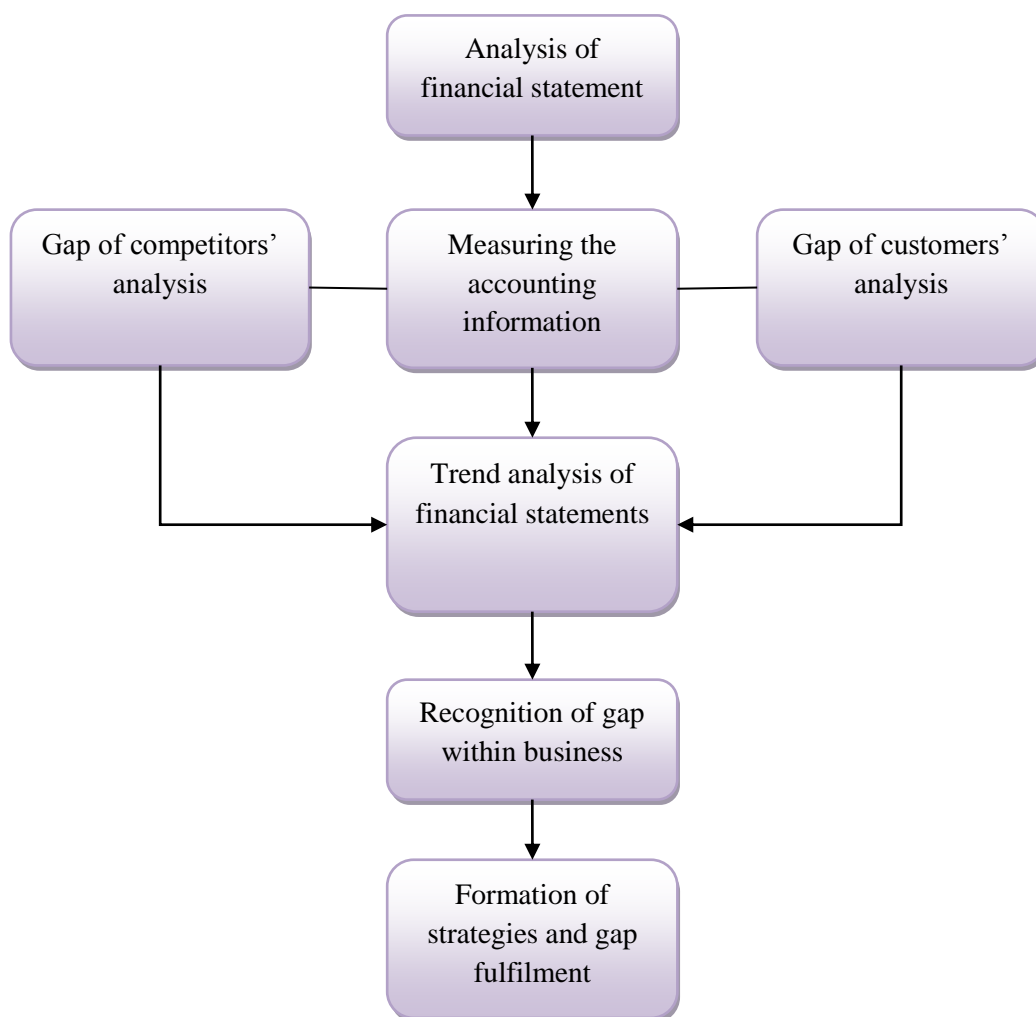 Analysis of
financial statement
Gap of competitors’
analysis
Measuring the
accounting
information
Gap of customers’
analysis
Trend analysis of
financial statements
Recognition of gap
within business
Formation of
strategies and gap
fulfilment